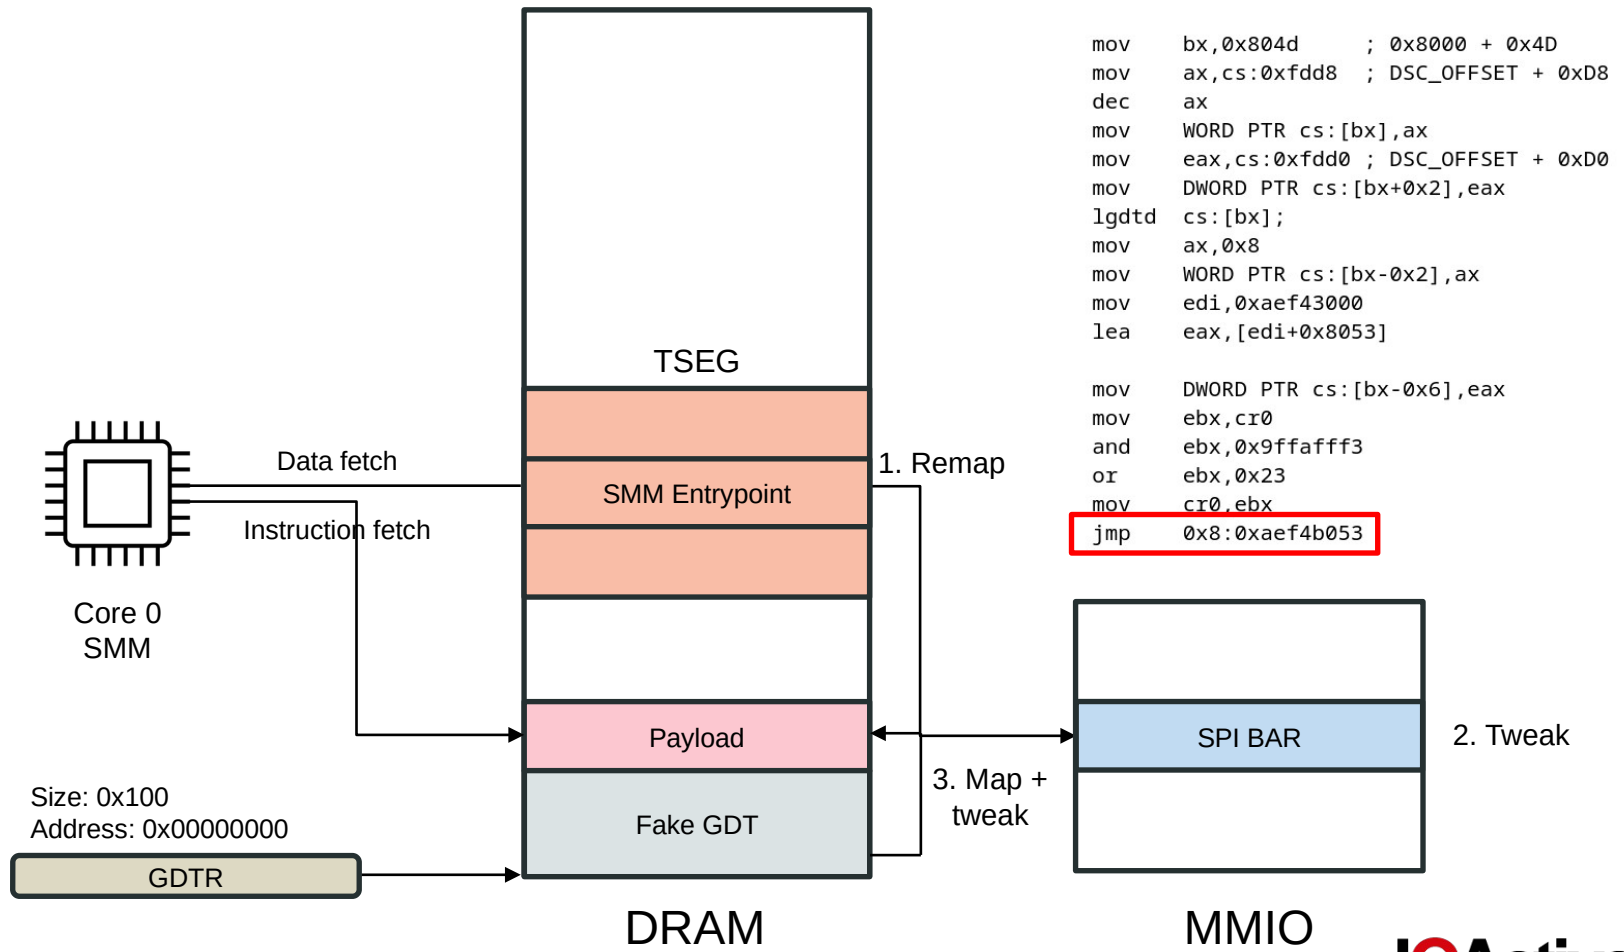 mov bx,0x804d ; 0x8000 + 0x4D
mov ax,cs:0xfdd8 ; DSC_OFFSET + 0xD8
dec ax
mov WORD PTR cs:[bx],ax
mov eax,cs:0xfdd0 ; DSC_OFFSET + 0xD0
mov DWORD PTR cs:[bx+0x2],eax
lgdtd cs:[bx];
mov ax,0x8
mov WORD PTR cs:[bx-0x2],ax
mov edi,0xaef43000
lea eax,[edi+0x8053]
mov DWORD PTR cs:[bx-0x6],eax
mov ebx,cr0
and ebx,0x9ffafff3
or ebx,0x23
mov cr0,ebx
jmp 0x8:0xaef4b053
TSEG
Data fetch
1. Remap
SMM Entrypoint
Instruction fetch
Core 0
SMM
Payload
SPI BAR
2. Tweak
3. Map +
tweak
Size: 0x100
Address: 0x00000000
Fake GDT
GDTR
DRAM
MMIO